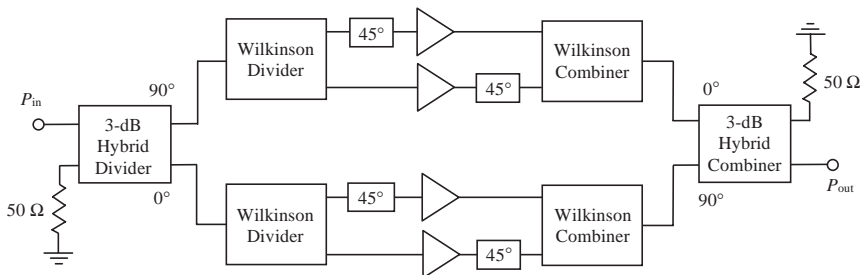 45°
Wilkinson
Divider
Wilkinson
Combiner
45°
90°
0°
50 Ω
P_in
3-dB
Hybrid
Divider
3-dB
Hybrid
Combiner
50 Ω
0°
90°
P_out
45°
Wilkinson
Divider
Wilkinson
Combiner
45°